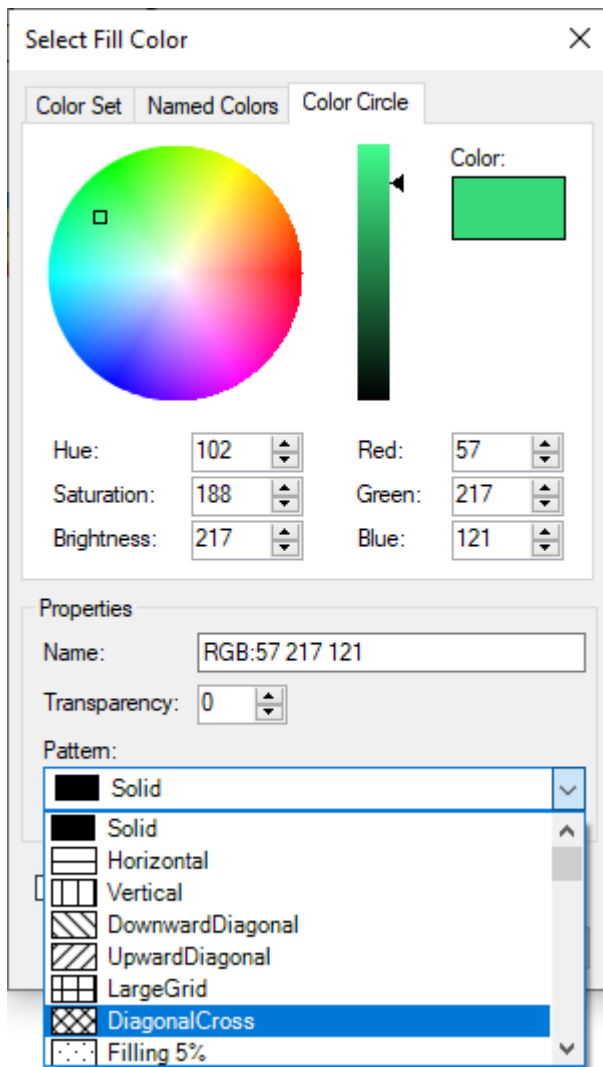 Select Fill Color
Color Set Named Colors Color Circle
Color:
Hue: 102 Red: 57
Saturation: 188 Green: 217
Brightness: 217 Blue: 121
Properties
Name: RGB:57 217 121
Transparency: 0
Pattern:
Solid
Solid
Horizontal
Vertical
DownwardDiagonal
UpwardDiagonal
LargeGrid
DiagonalCross
Filling 5%